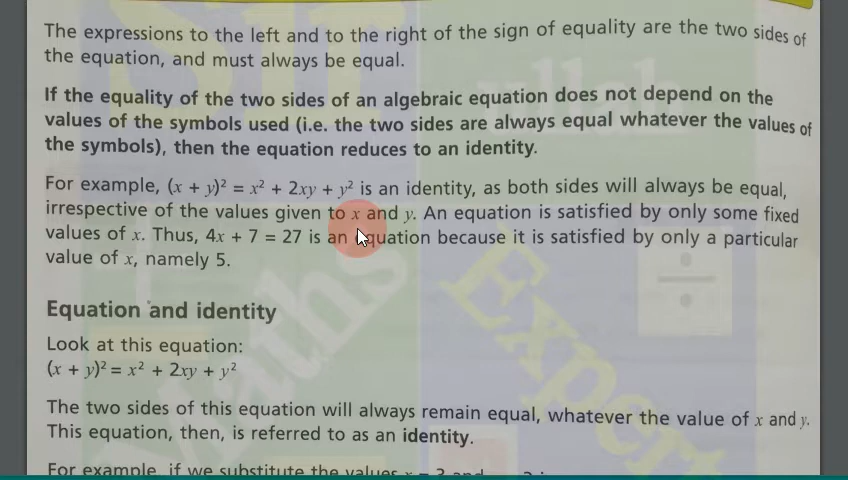 The expressions to the left and to the right of the sign of equality are the two sides of
the equation, and must always be equal.
If the equality of the two sides of an algebraic equation does not depend on the
values of the symbols used (i.e. the two sides are always equal whatever the values of
the symbols), then the equation reduces to an identity.
For example, (x + y)² = x² + 2xy + y² is an identity, as both sides will always be equal,
irrespective of the values given to x and y. An equation is satisfied by only some fixed
values of x. Thus, 4x + 7 = 27 is an equation because it is satisfied by only a particular
value of x, namely 5.
Equation and identity
Look at this equation:
(x + y)² = x² + 2xy + y²
The two sides of this equation will always remain equal, whatever the value of x and y.
This equation, then, is referred to as an identity.
For example, if we substitute the values x
Sir
ullah
Maths
Expert